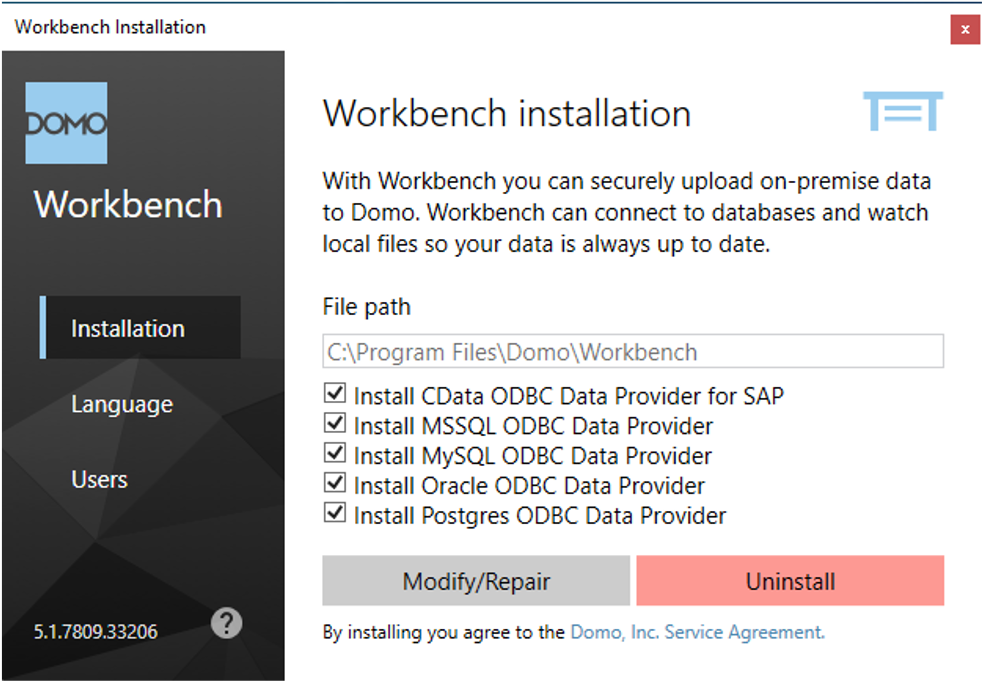 Workbench Installation
x
DOMO
Workbench
Installation
Language
Users
5.1.7809.33206
?
Workbench installation
With Workbench you can securely upload on-premise data
to Domo. Workbench can connect to databases and watch
local files so your data is always up to date.
File path
C:\Program Files\Domo\Workbench
Install CData ODBC Data Provider for SAP
Install MSSQL ODBC Data Provider
Install MySQL ODBC Data Provider
Install Oracle ODBC Data Provider
Install Postgres ODBC Data Provider
Modify/Repair
Uninstall
By installing you agree to the Domo, Inc. Service Agreement.